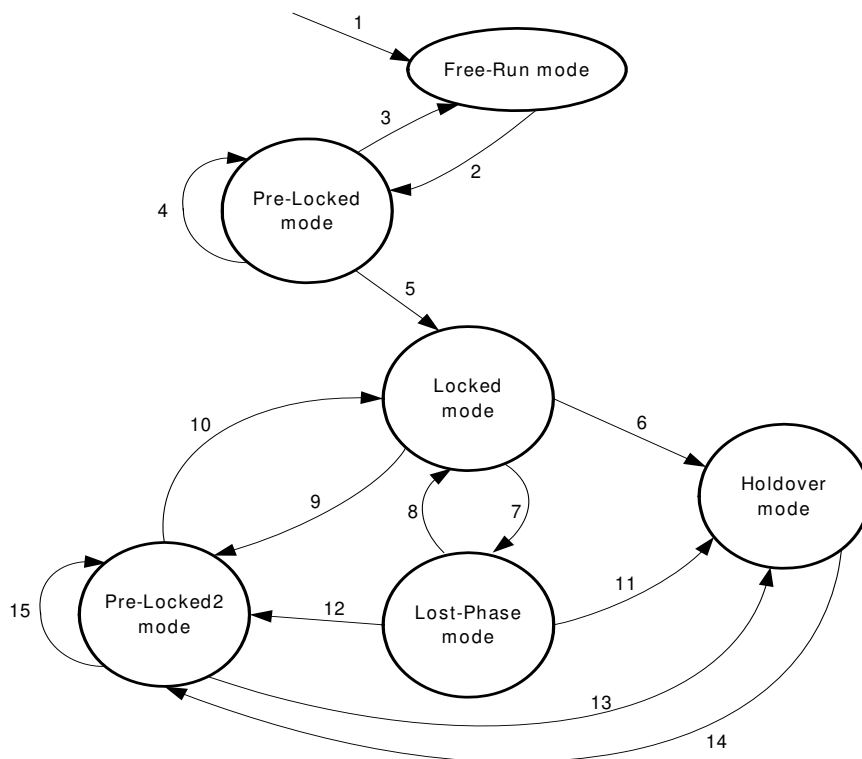 1
Free-Run mode
3
2
Pre-Locked
mode
4
5
Locked
mode
10
6
9
8
7
Holdover
mode
11
15
Pre-Locked2
mode
12
Lost-Phase
mode
13
14